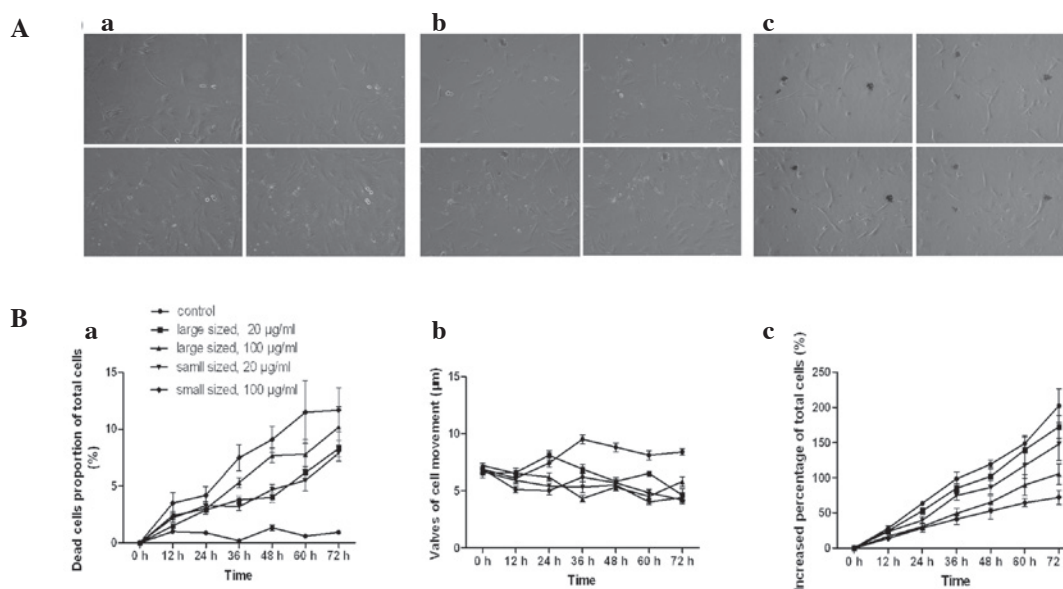 A
a
b
c
B
a
control
large sized, 20 µg/ml
large sized, 100 µg/ml
samll sized, 20 µg/ml
small sized, 100 µg/ml
Dead cells proportion of total cells
(%)
15
10
5
0
0 h 12 h 24 h 36 h 48 h 60 h 72 h
Time
b
Valves of cell movement (µm)
15
10
5
0
0 h 12 h 24 h 36 h 48 h 60 h 72 h
Time
c
Increased percentage of total cells (%)
250
200
150
100
50
0
0 h 12 h 24 h 36 h 48 h 60 h 72 h
Time